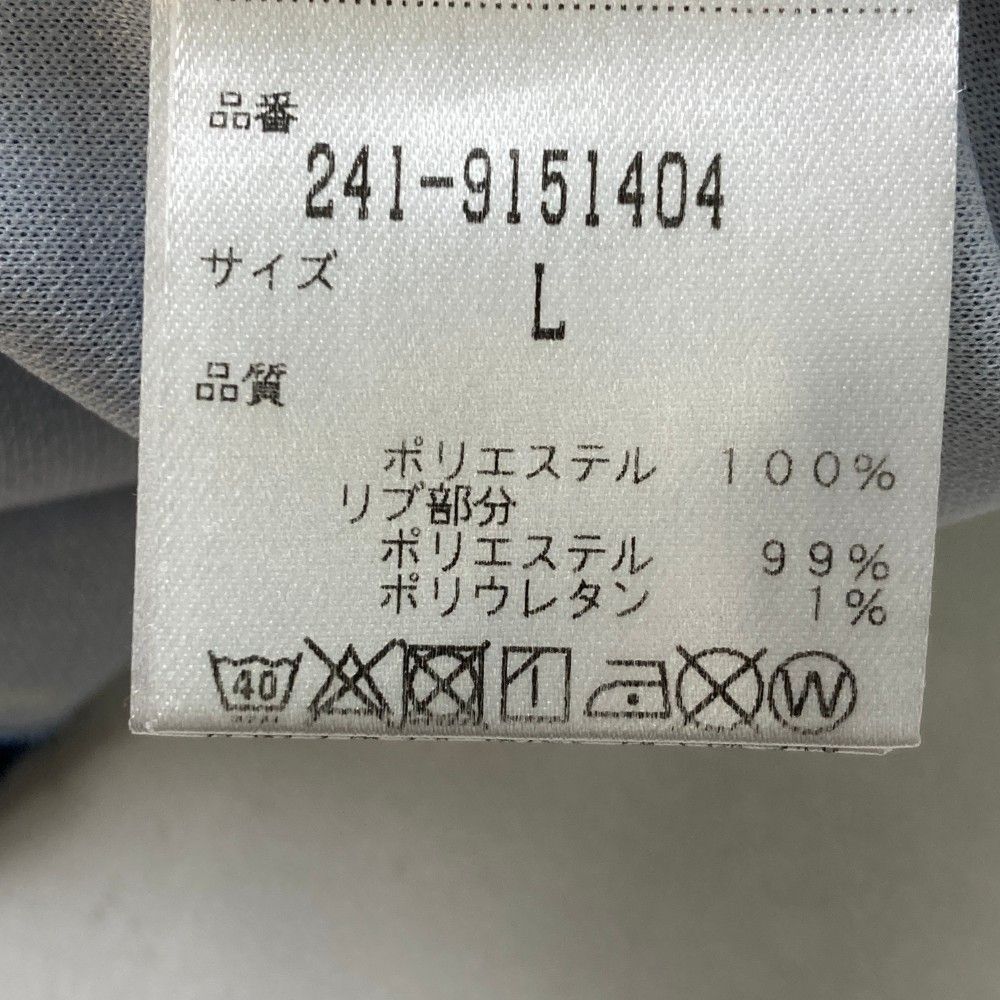 品番
241-9151404
サイズ
L
品質
ポリエステル 100%
リブ部分
ポリエステル 99%
ポリウレタン 1%
40
W